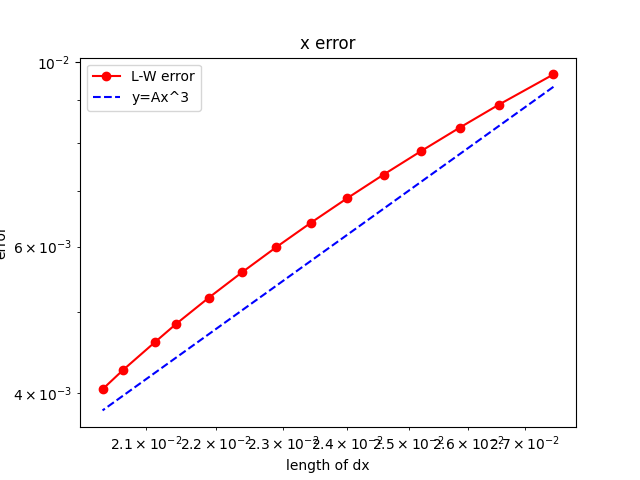 x error
10^-2
L-W error
y=Ax^3
6 × 10^-3
4 × 10^-3
error
2.1 × 10^-2 2.2 × 10^-2 2.3 × 10^-2 2.4 × 10^-2 2.5 × 10^-2 2.6 × 10^-2 2.7 × 10^-2
length of dx